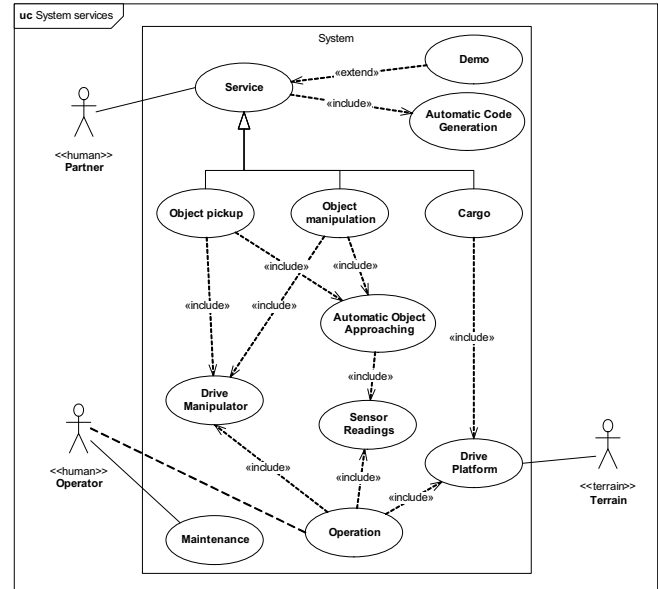 uc System services
System
Demo
«extend»
Service
«include»
Automatic Code
Generation
<<human>>
Partner
Object pickup
Object
manipulation
Cargo
«include»
«include»
«include»
«include»
«include»
Automatic Object
Approaching
«include»
Drive
Manipulator
Sensor
Readings
Drive
Platform
<<human>>
Operator
<<terrain>>
Terrain
«include»
«include»
«include»
Operation
Maintenance